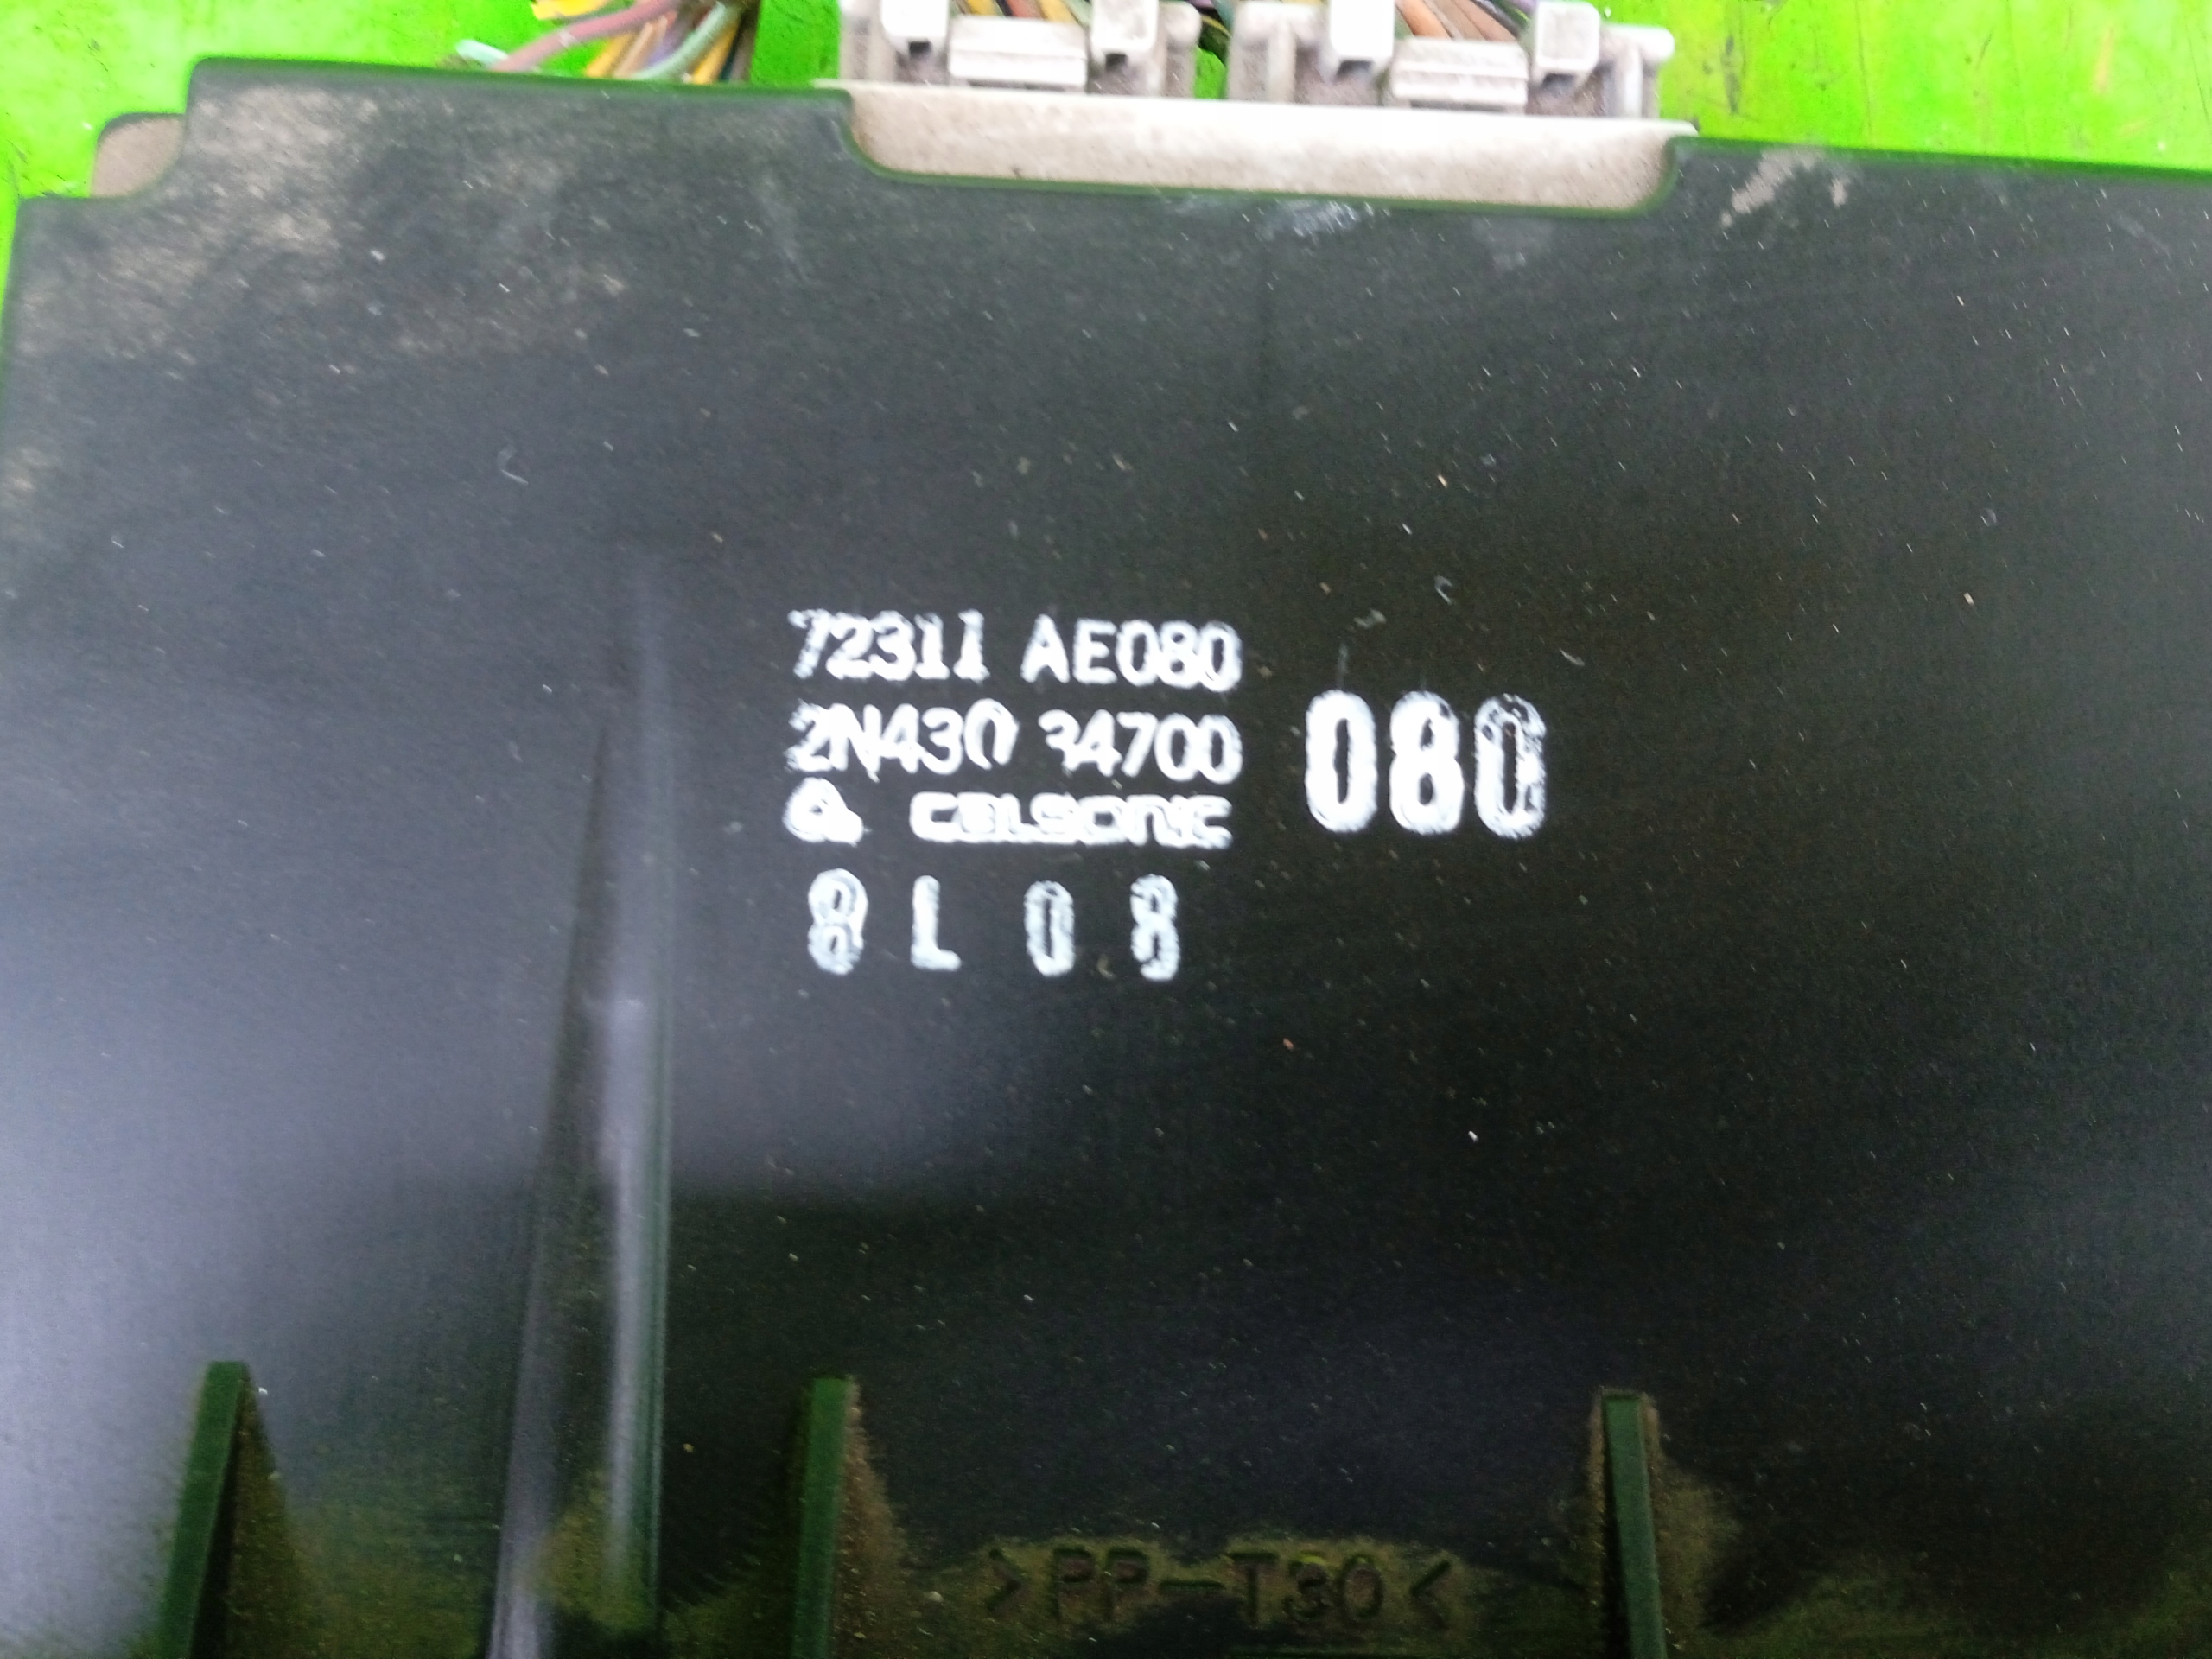 72311 AE080
2N430 34700
080
CALSONIC
8L08
>PP-T30<